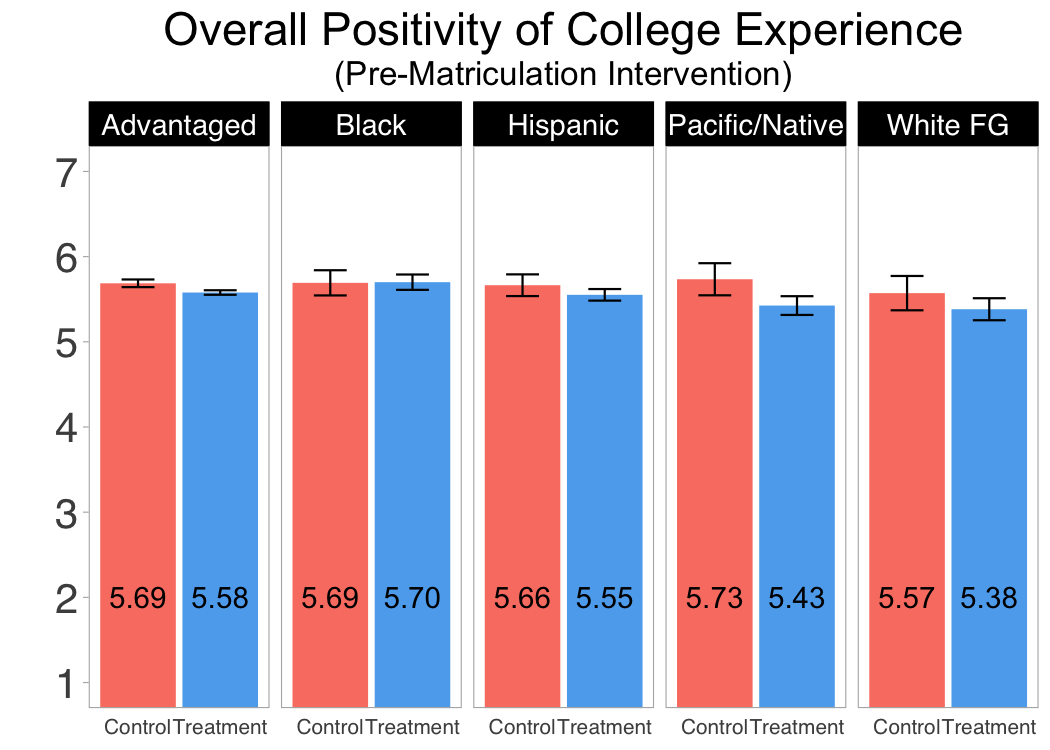 Overall Positivity of College Experience
(Pre-Matriculation Intervention)
Advantaged Black Hispanic Pacific/Native White FG
7
6
5
4
3
2
1
5.69 5.58 5.69 5.70 5.66 5.55 5.73 5.43 5.57 5.38
Control Treatment Control Treatment Control Treatment Control Treatment Control Treatment